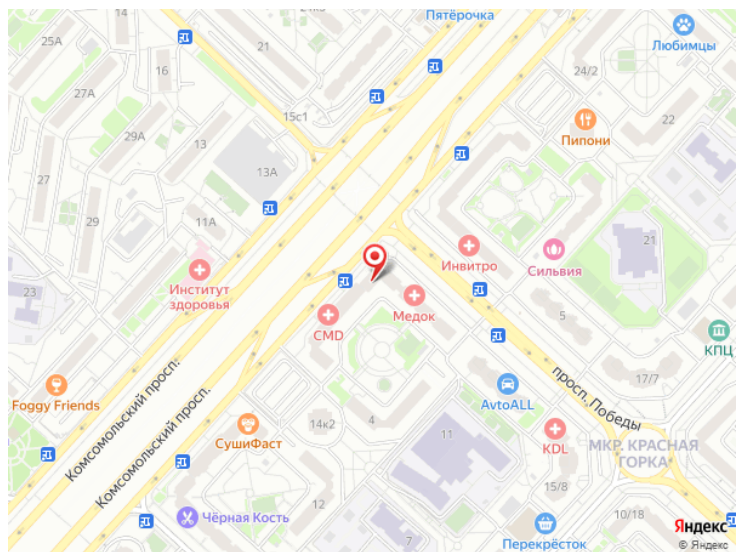 24к3
Пятёрочка
25А
21
Любимцы
16
24/2
27А
15с1
22
29А
13
Пипони
13А
27
29
11А
21
Инвитро
Сильвия
Институт
здоровья
23
Медок
CMD
5
КПЦ
17/7
Foggy Friends
Комсомольский просп.
Комсомольский просп.
просп. Победы
AvtoALL
14к2
4
СушиФаст
11
KDL
МКР. КРАСНАЯ
ГОРКА
15/8
12
10/18
Чёрная Кость
Перекрёсток
Яндекс
© Яндекс